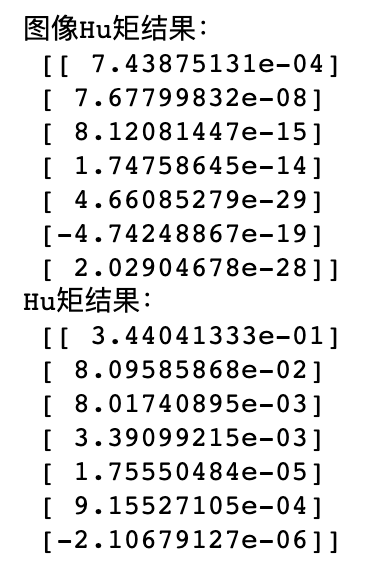 图像Hu矩结果：
[[ 7.43875131e-04]
[ 7.67799832e-08]
[ 8.12081447e-15]
[ 1.74758645e-14]
[ 4.66085279e-29]
[-4.74248867e-19]
[ 2.02904678e-28]]
Hu矩结果：
[[ 3.44041333e-01]
[ 8.09585868e-02]
[ 8.01740895e-03]
[ 3.39099215e-03]
[ 1.75550484e-05]
[ 9.15527105e-04]
[-2.10679127e-06]]